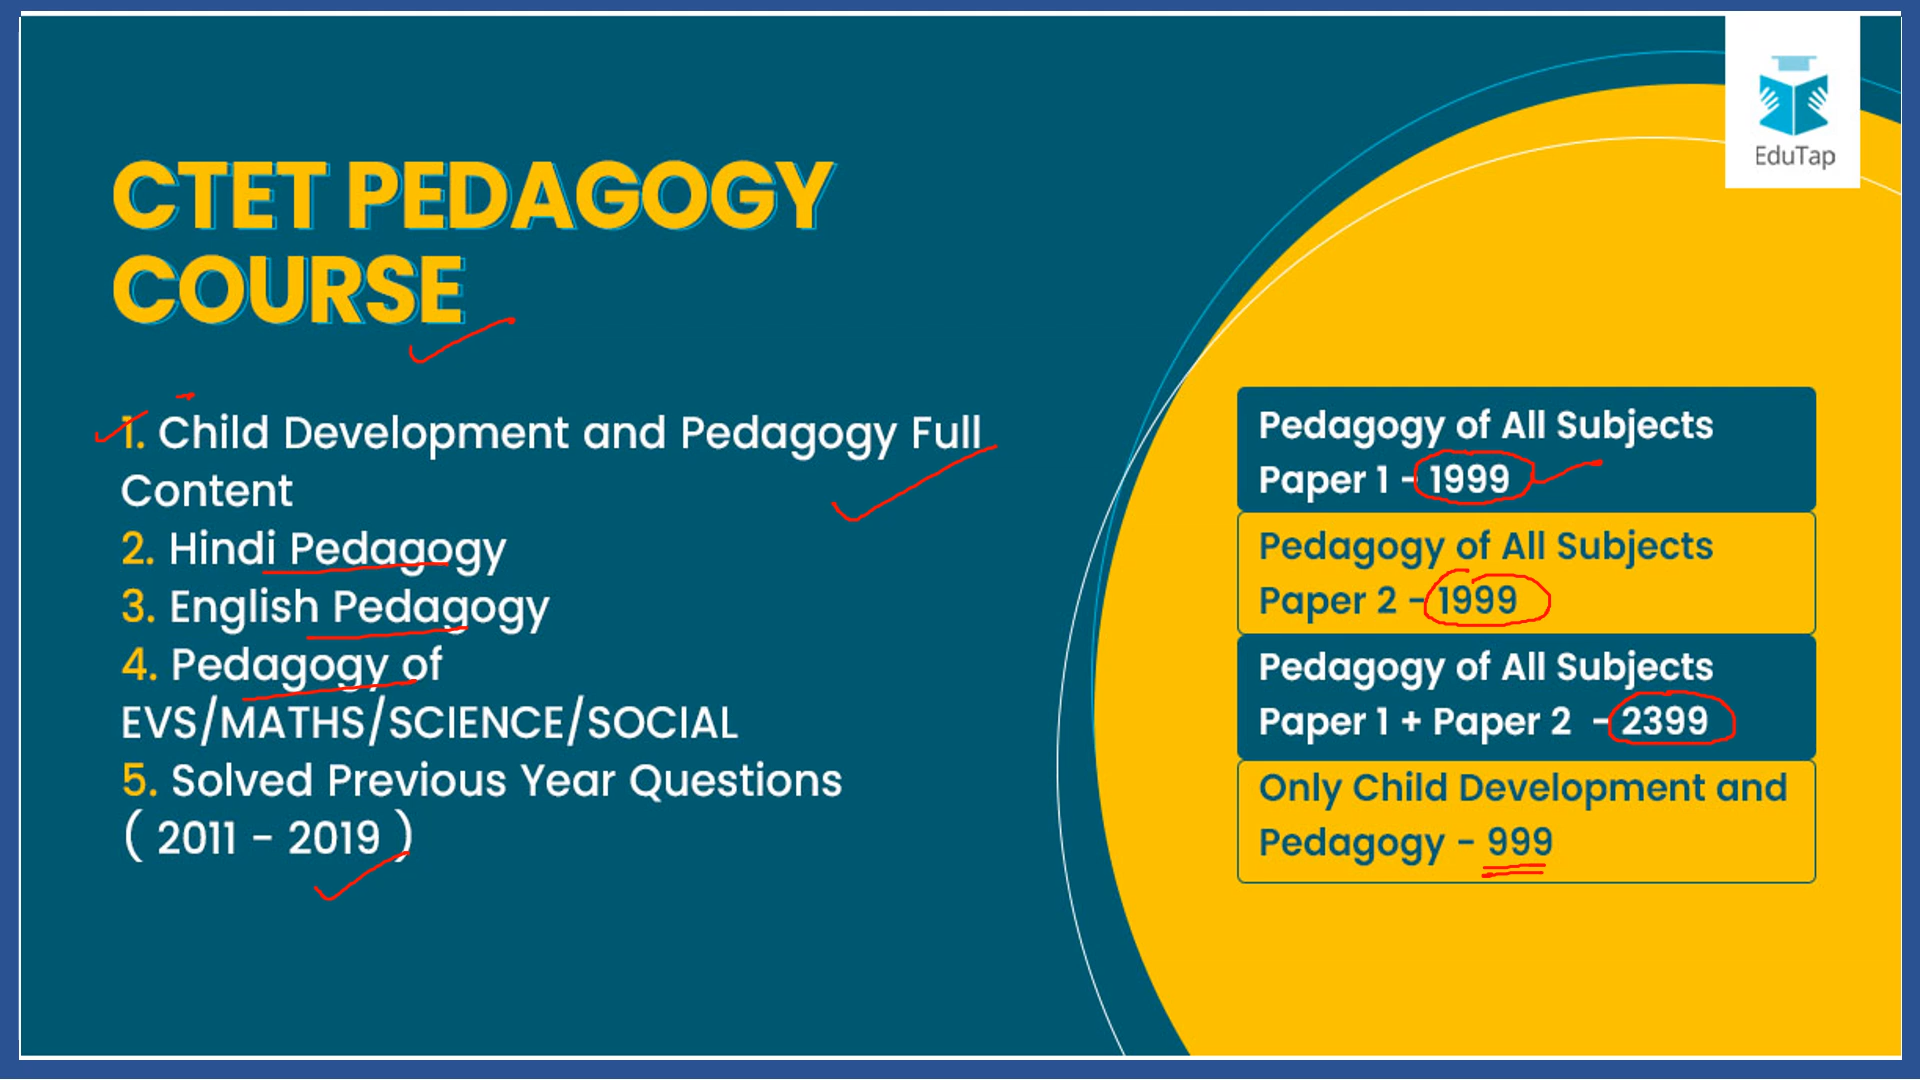 EduTap
CTET PEDAGOGY
COURSE
1. Child Development and Pedagogy Full
Content
2. Hindi Pedagogy
3. English Pedagogy
4. Pedagogy of
EVS/MATHS/SCIENCE/SOCIAL
5. Solved Previous Year Questions
( 2011 - 2019 )
Pedagogy of All Subjects
Paper 1 - 1999
Pedagogy of All Subjects
Paper 2 - 1999
Pedagogy of All Subjects
Paper 1 + Paper 2 - 2399
Only Child Development and
Pedagogy - 999